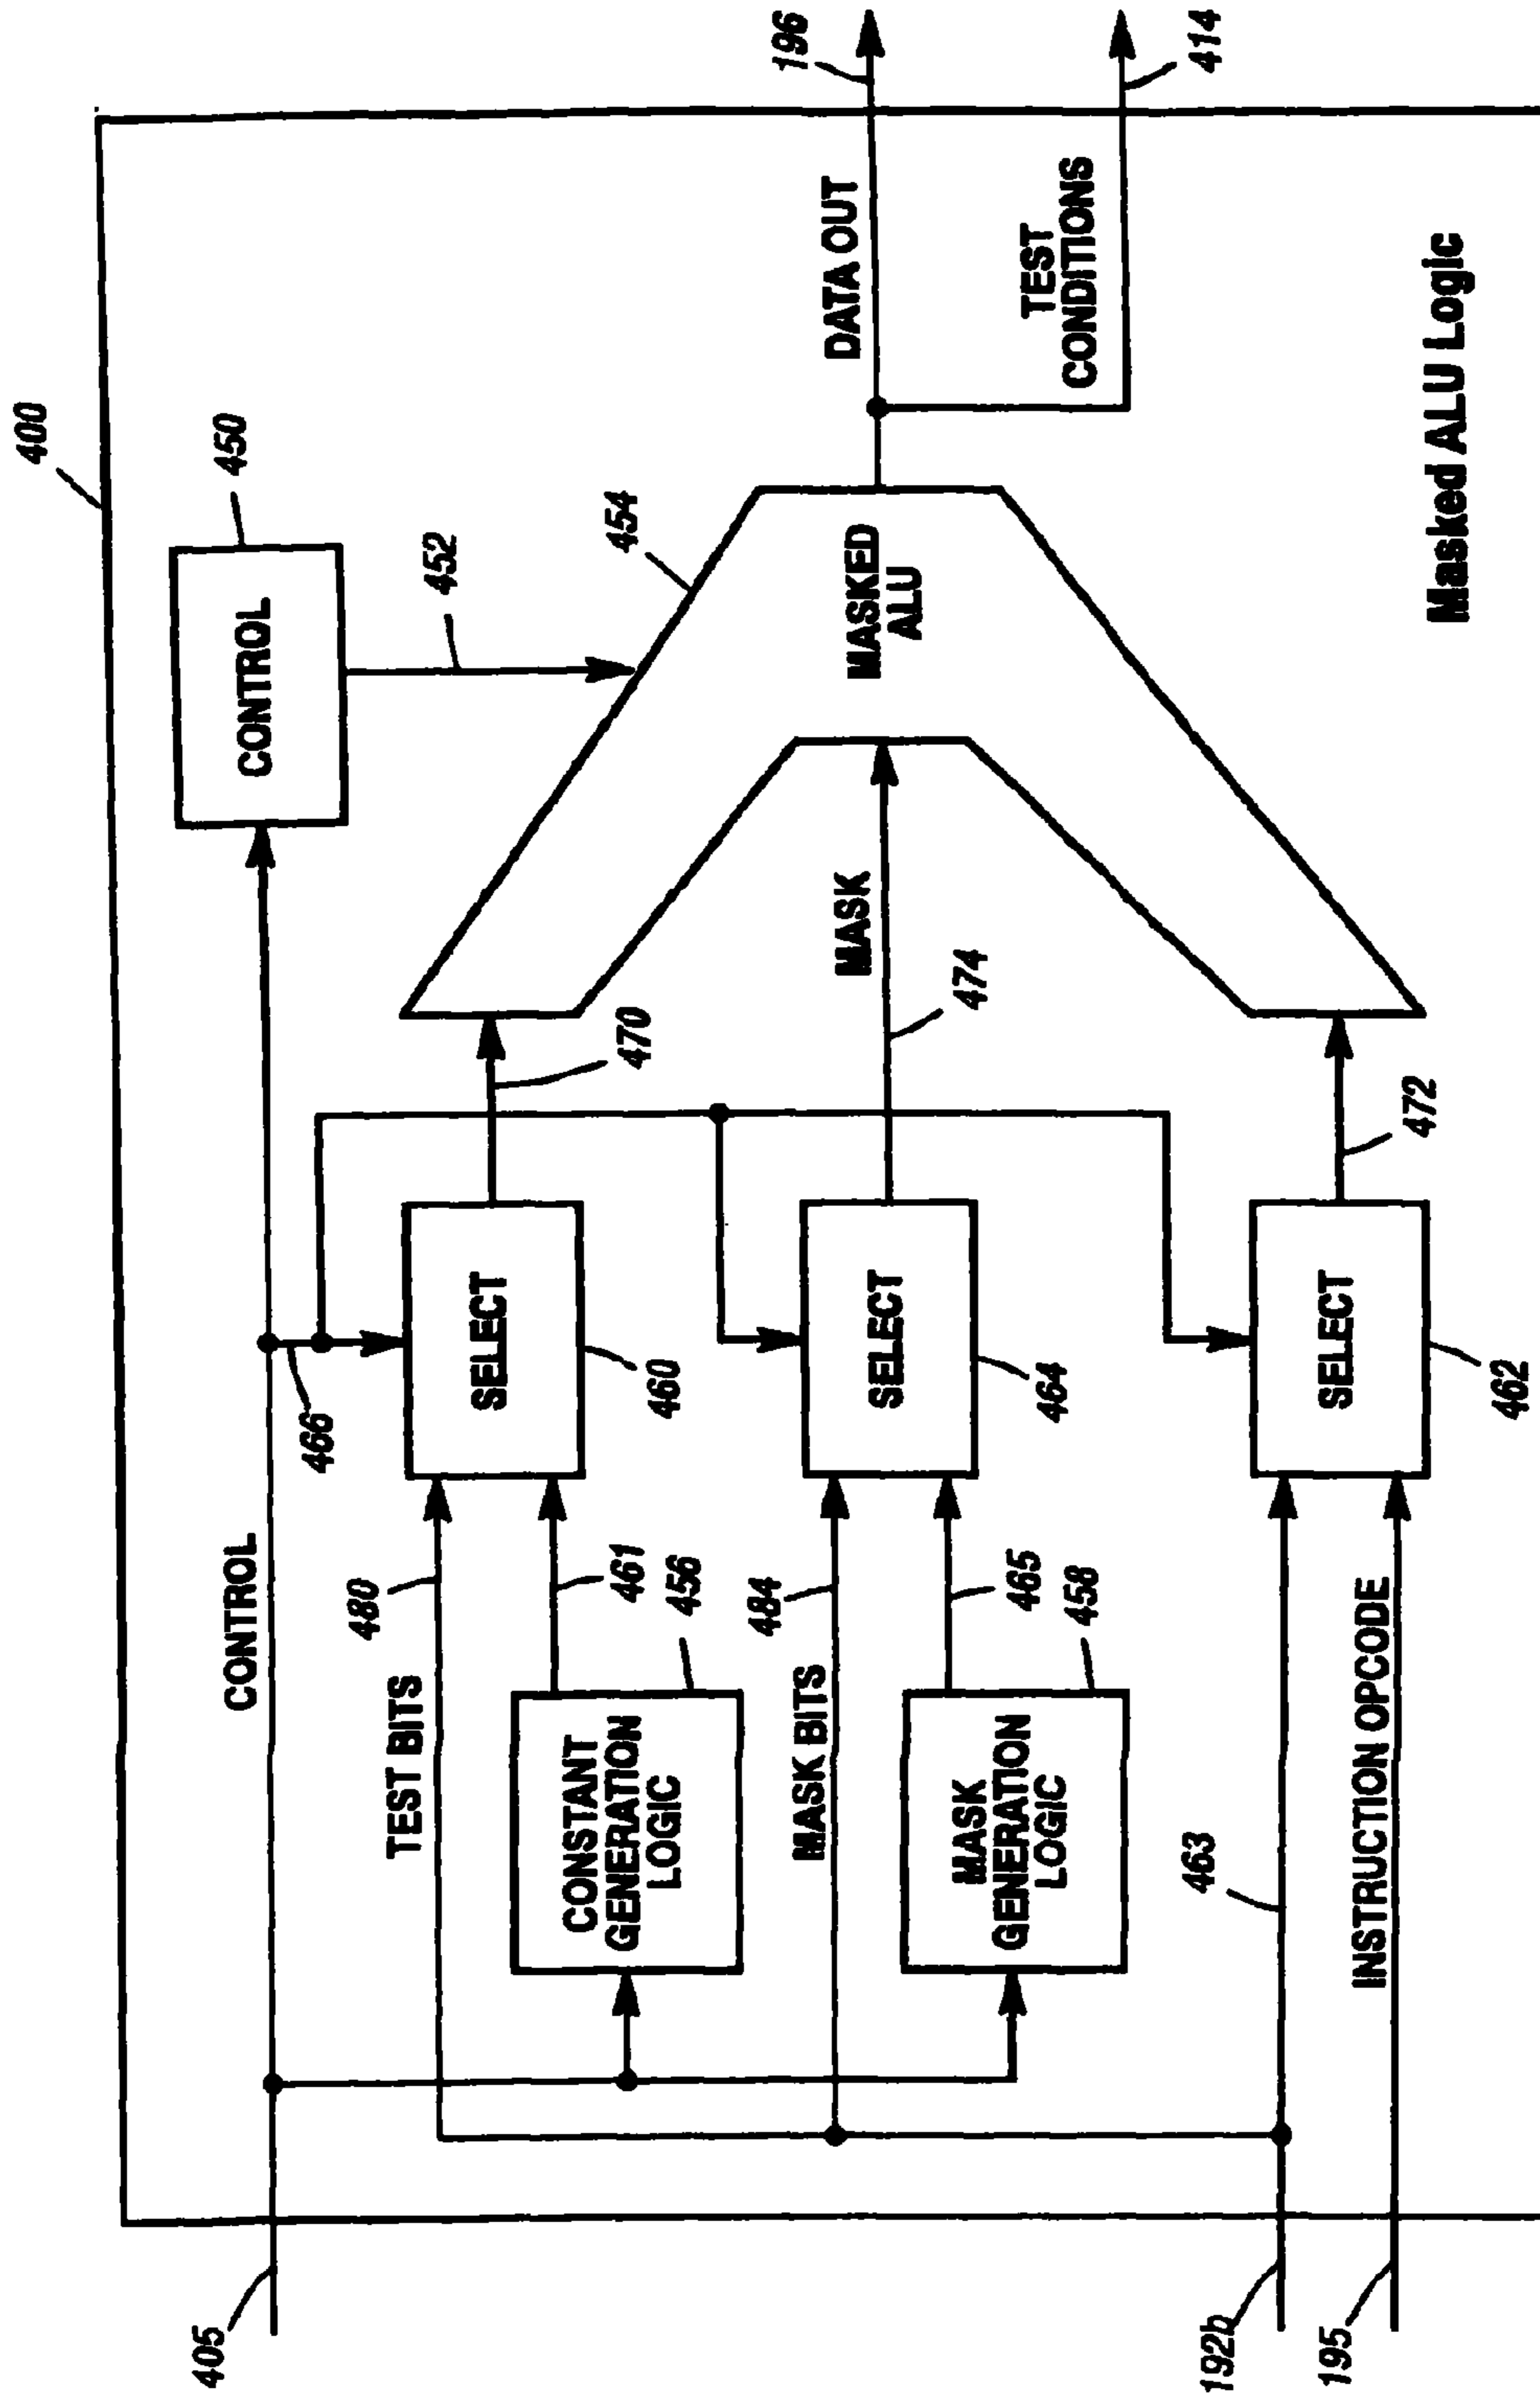 400
450
CONTROL
452
454
466
CONTROL
405
480
TEST BITS
SELECT
460
470
461
456
CONSTANT
GENERATION
LOGIC
MASKED
ALU
DATA OUT
196
TEST
CONDITIONS
414
484
MASK BITS
SELECT
464
MASK
474
465
458
MASK
GENERATION
LOGIC
463
192b
SELECT
462
472
INSTRUCTION OPCODE
195
Masked ALU Logic